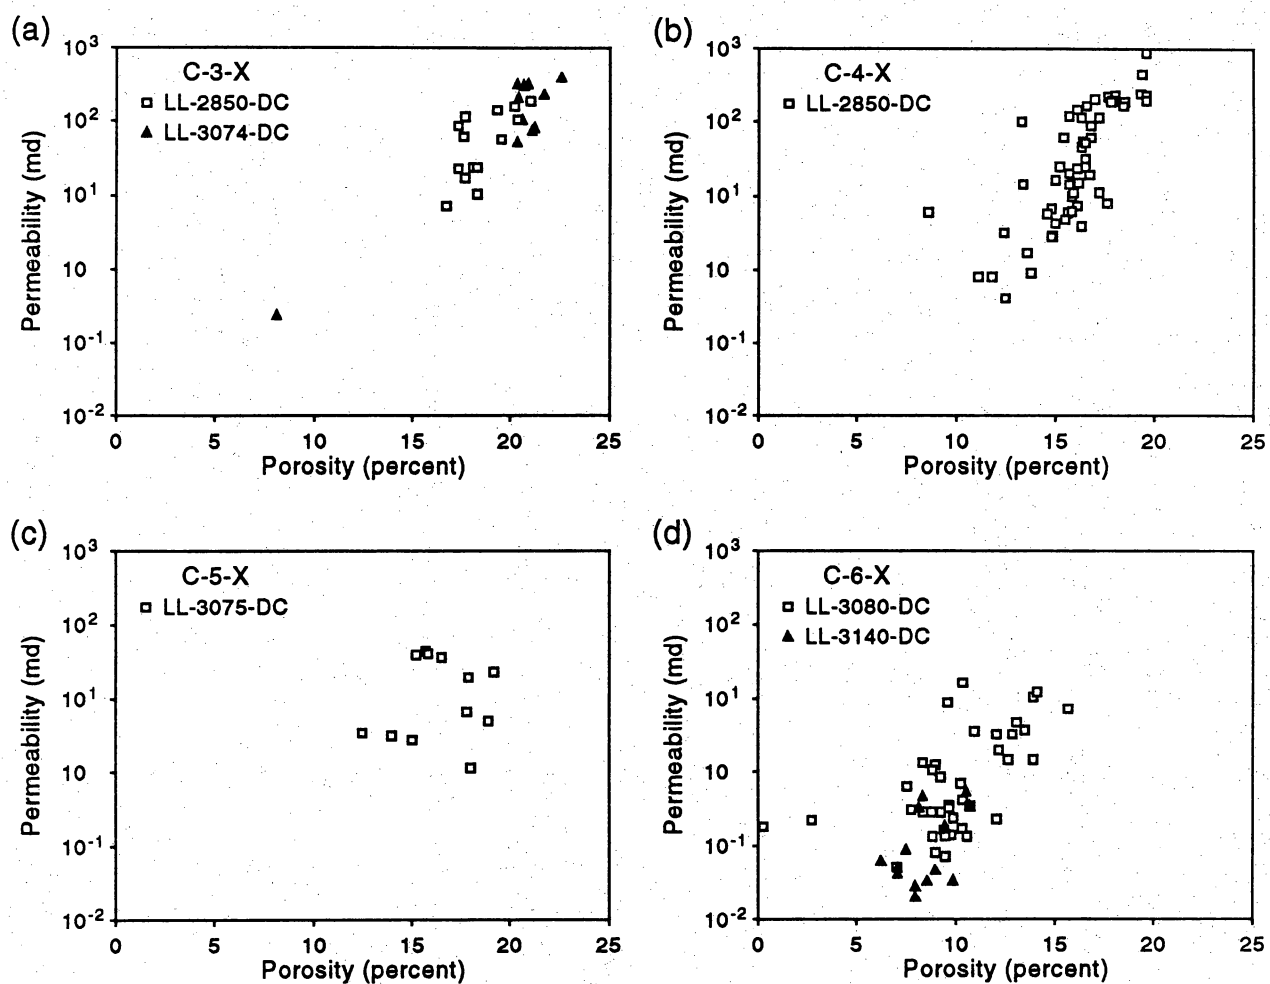 (a)
C-3-X
LL-2850-DC
LL-3074-DC
Permeability (md)
10³
10²
10¹
10
10⁻¹
10⁻²
0 5 10 15 20 25
Porosity (percent)
(b)
C-4-X
LL-2850-DC
Permeability (md)
10³
10²
10¹
10
10⁻¹
10⁻²
0 5 10 15 20 25
Porosity (percent)
(c)
C-5-X
LL-3075-DC
Permeability (md)
10³
10²
10¹
10
10⁻¹
10⁻²
0 5 10 15 20 25
Porosity (percent)
(d)
C-6-X
LL-3080-DC
LL-3140-DC
Permeability (md)
10³
10²
10¹
10
10⁻¹
10⁻²
0 5 10 15 20 25
Porosity (percent)